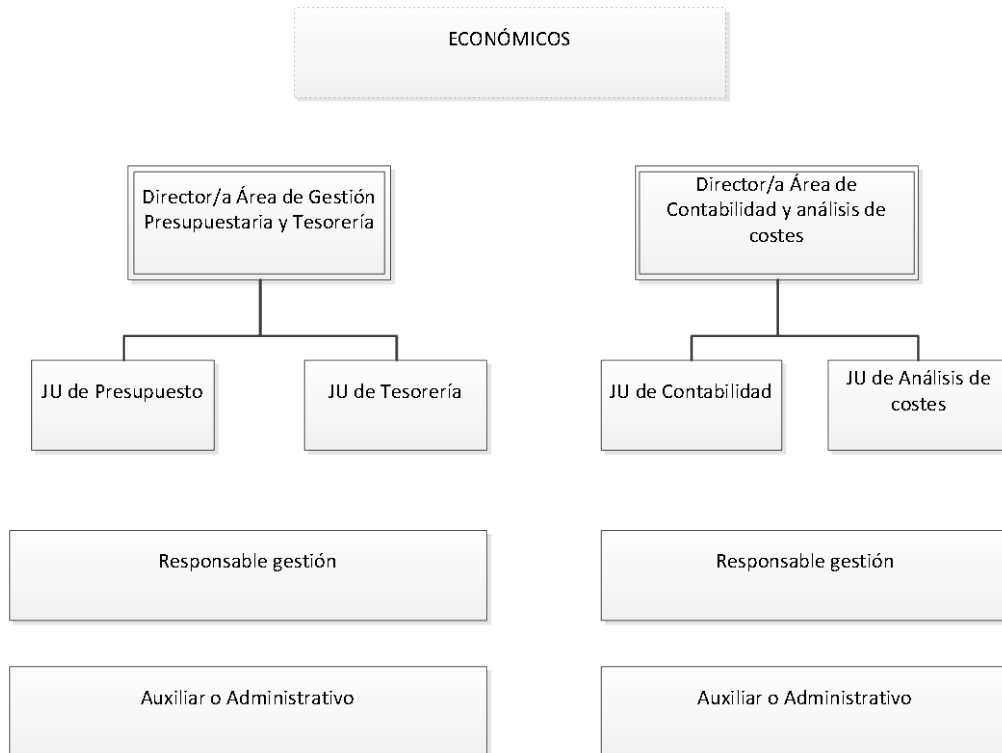 ECONÓMICOS
Director/a Área de Gestión
Presupuestaria y Tesorería
Director/a Área de
Contabilidad y análisis de
costes
JU de Presupuesto
JU de Tesorería
JU de Contabilidad
JU de Análisis de
costes
Responsable gestión
Responsable gestión
Auxiliar o Administrativo
Auxiliar o Administrativo